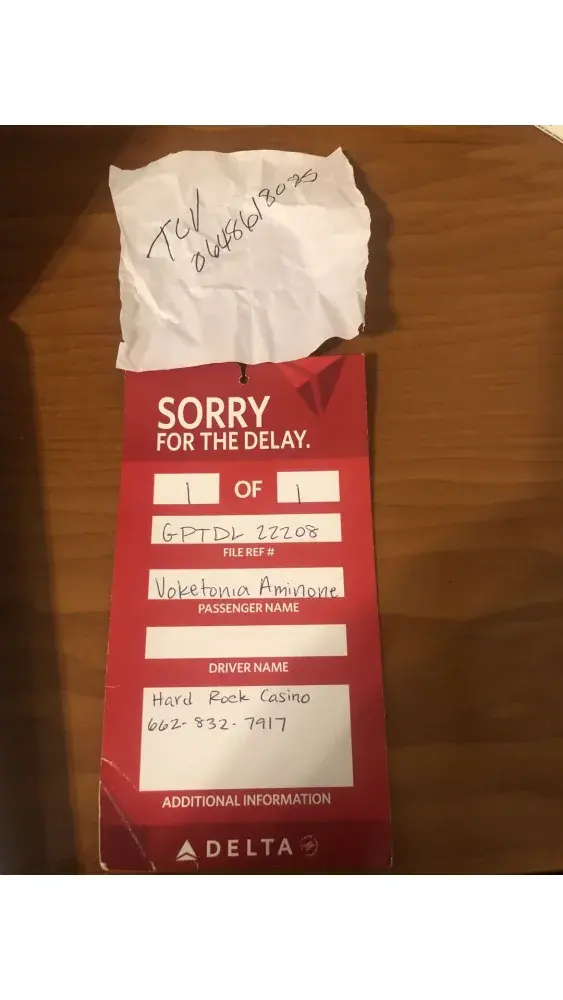 TCV
0648618025
SORRY
FOR THE DELAY.
1 OF 1
GPTDL 22208
FILE REF #
Voketonia Aminone
PASSENGER NAME
DRIVER NAME
Hard Rock Casino
662-832-7917
ADDITIONAL INFORMATION
DELTA